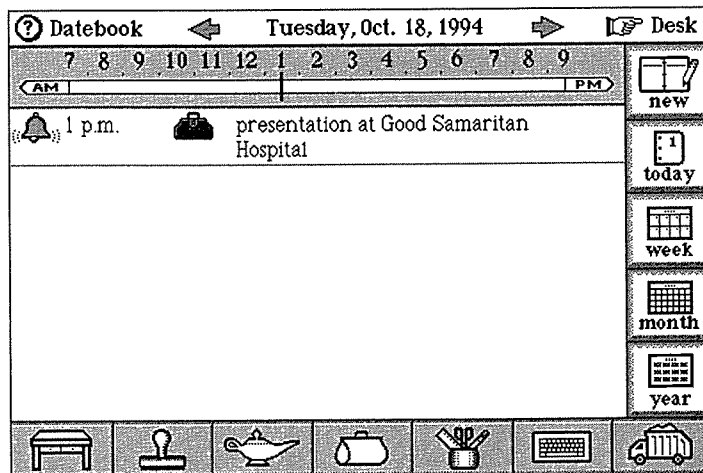 ? Datebook Tuesday, Oct. 18, 1994 Desk
7 8 9 10 11 12 1 2 3 4 5 6 7 8 9
AM PM
new
1 p.m. presentation at Good Samaritan
Hospital
1
today
week
month
year